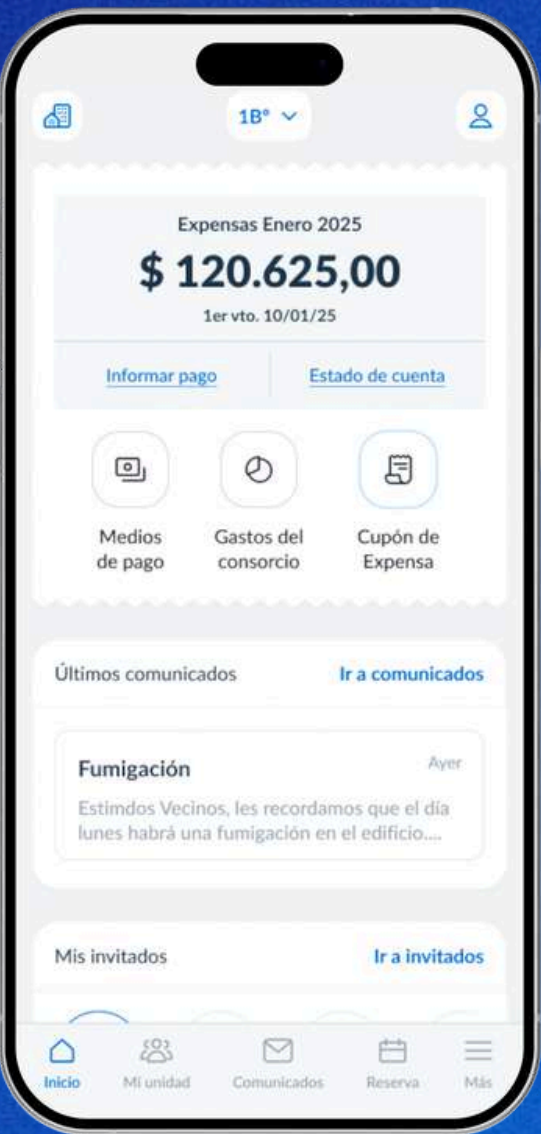 1B°
Expensas Enero 2025
$ 120.625,00
1er vto. 10/01/25
Informar pago
Estado de cuenta
Medios
de pago
Gastos del
consorcio
Cupón de
Expensa
Últimos comunicados
Ir a comunicados
Fumigación
Ayer
Estimdos Vecinos, les recordamos que el día
lunes habrá una fumigación en el edificio....
Mis invitados
Ir a invitados
Inicio
Mi unidad
Comunicados
Reserva
Más